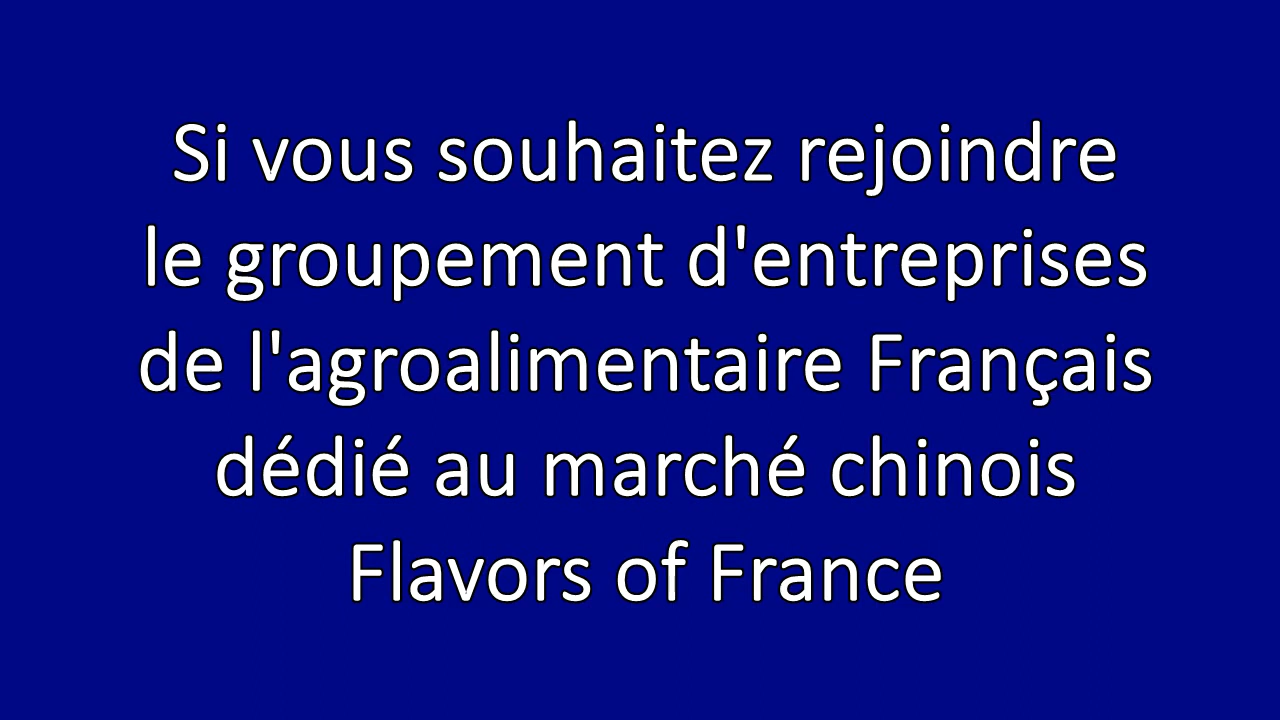 Si vous souhaitez rejoindre
le groupement d'entreprises
de l'agroalimentaire Français
dédié au marché chinois
Flavors of France